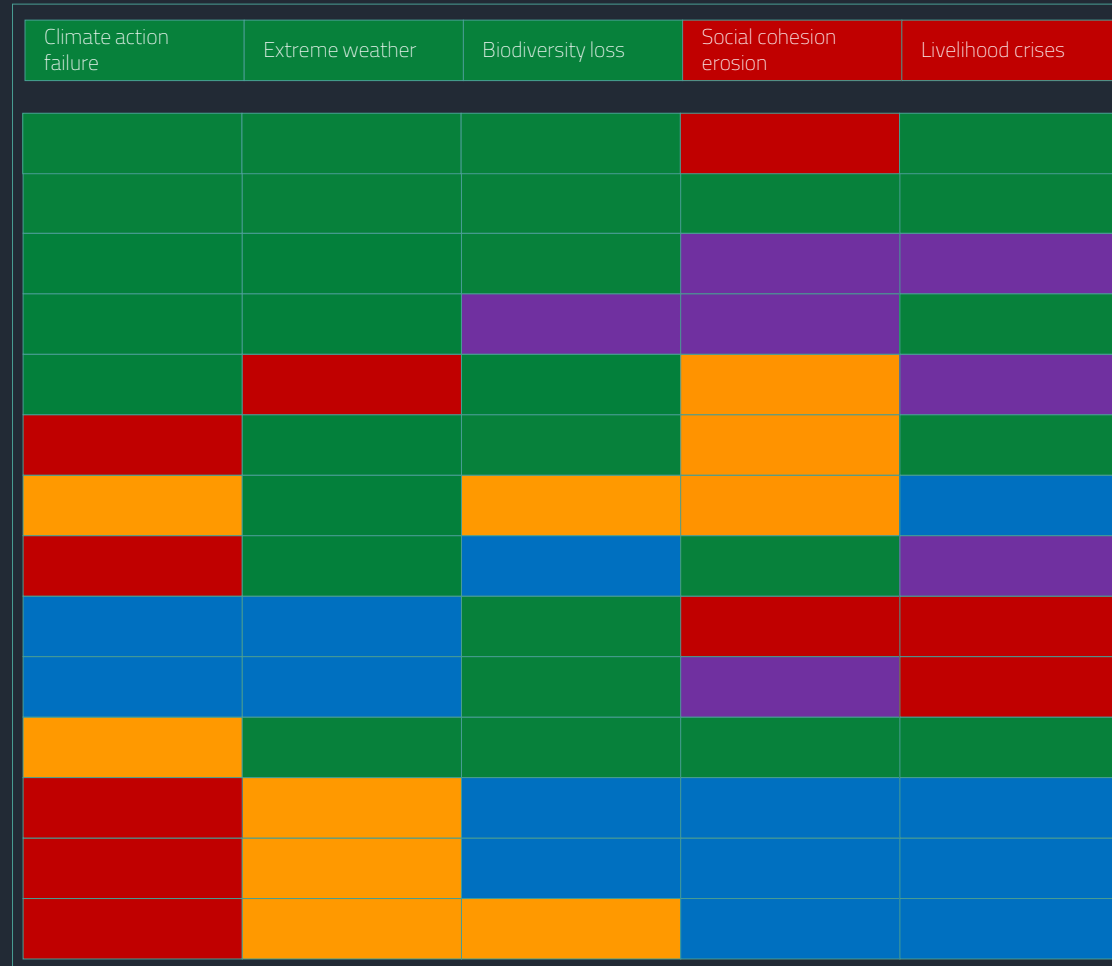 Climate action
failure
Extreme weather
Biodiversity loss
Social cohesion
erosion
Livelihood crises